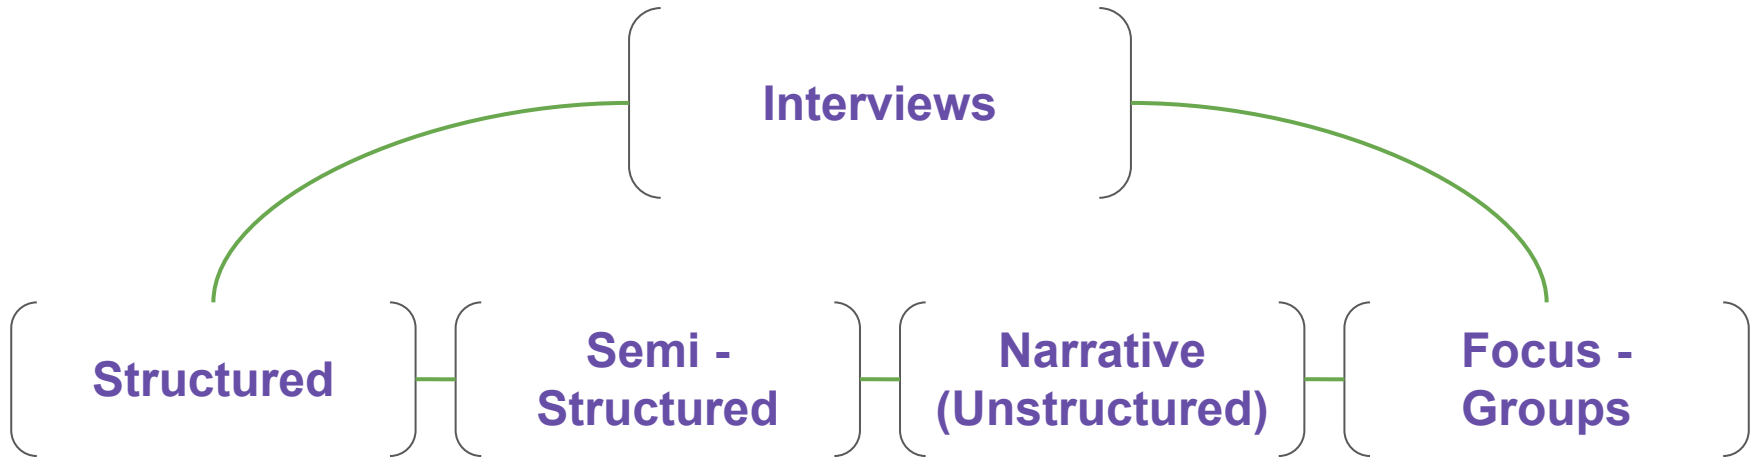 Interviews
Structured
Semi -
Structured
Narrative
(Unstructured)
Focus -
Groups